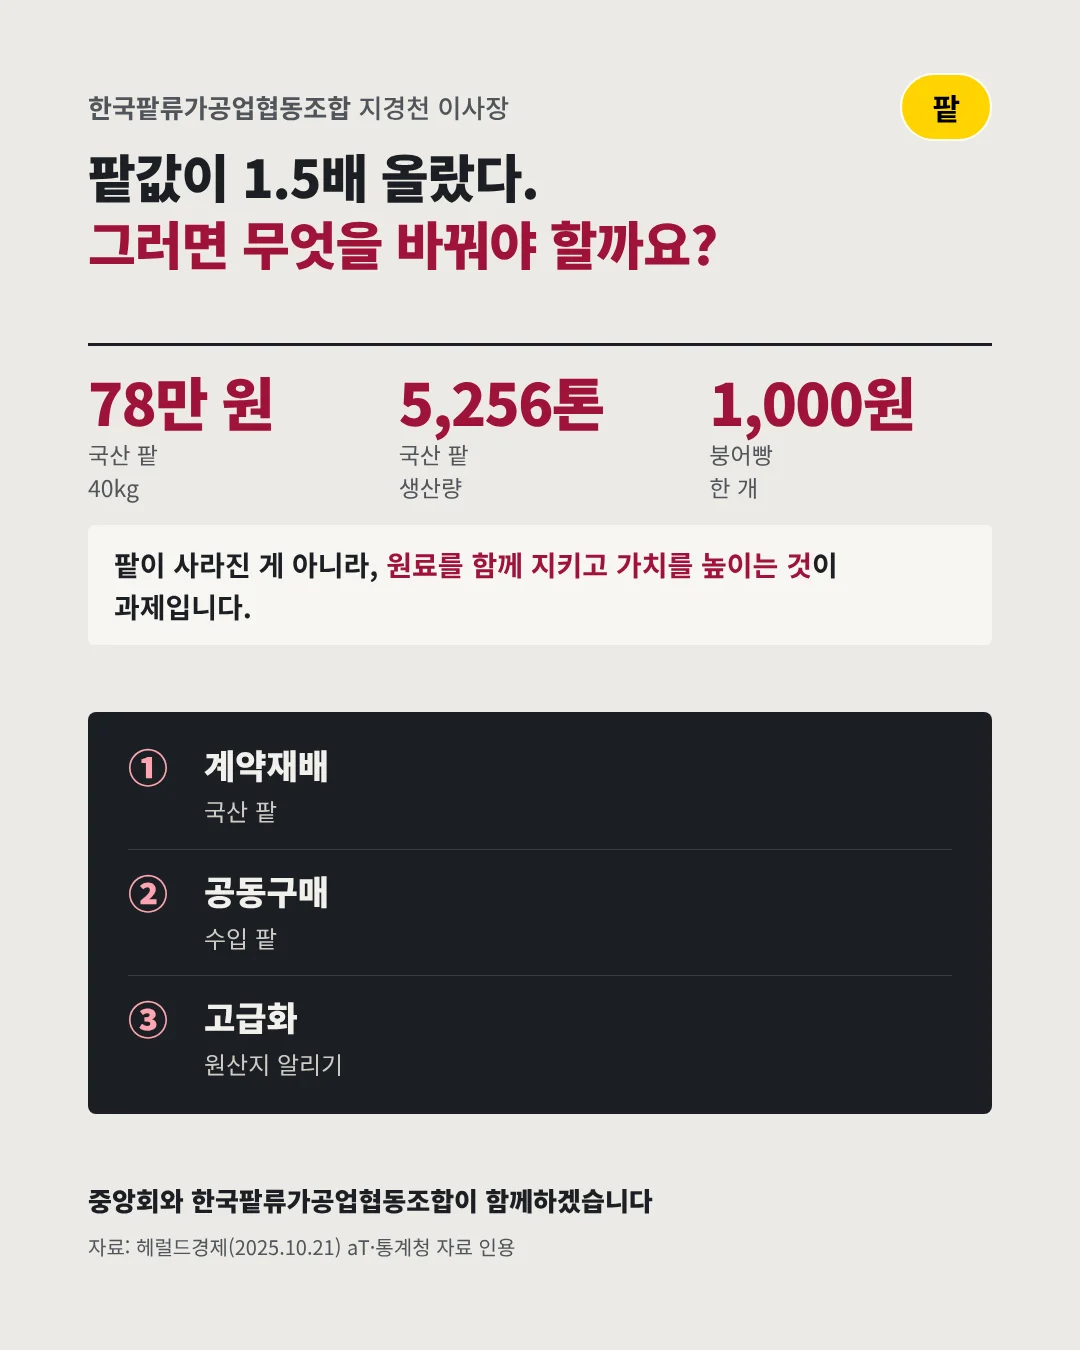 한국팥류가공업협동조합 지경천 이사장
팥
팥값이 1.5배 올랐다.
그러면 무엇을 바꿔야 할까요?
78만 원
국산 팥
40kg
5,256톤
국산 팥
생산량
1,000원
붕어빵
한 개
팥이 사라진 게 아니라, 원료를 함께 지키고 가치를 높이는 것이
과제입니다.
① 계약재배
국산 팥
② 공동구매
수입 팥
③ 고급화
원산지 알리기
중앙회와 한국팥류가공업협동조합이 함께하겠습니다
자료: 헤럴드경제(2025.10.21) aT·통계청 자료 인용